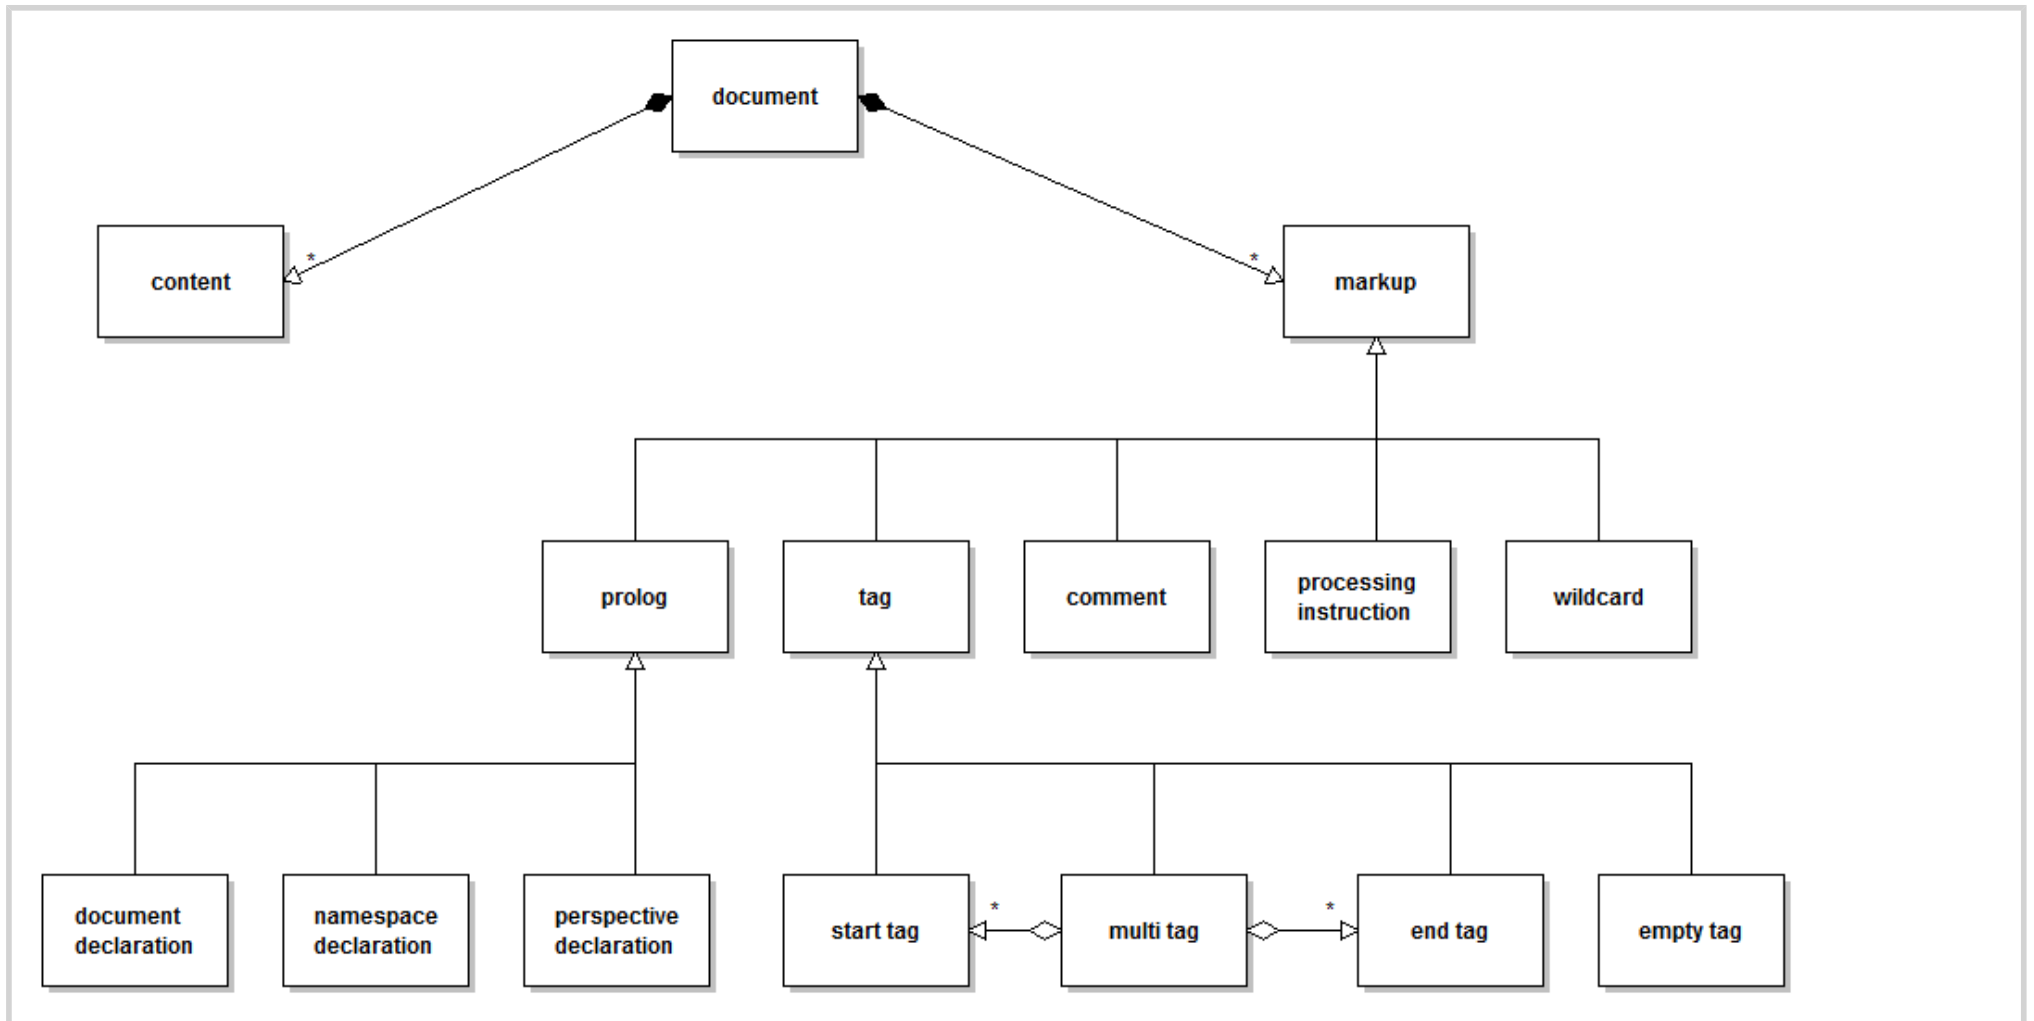 document
content
*
*
markup
prolog
tag
comment
processing
instruction
wildcard
document
declaration
namespace
declaration
perspective
declaration
start tag
*
multi tag
*
end tag
empty tag